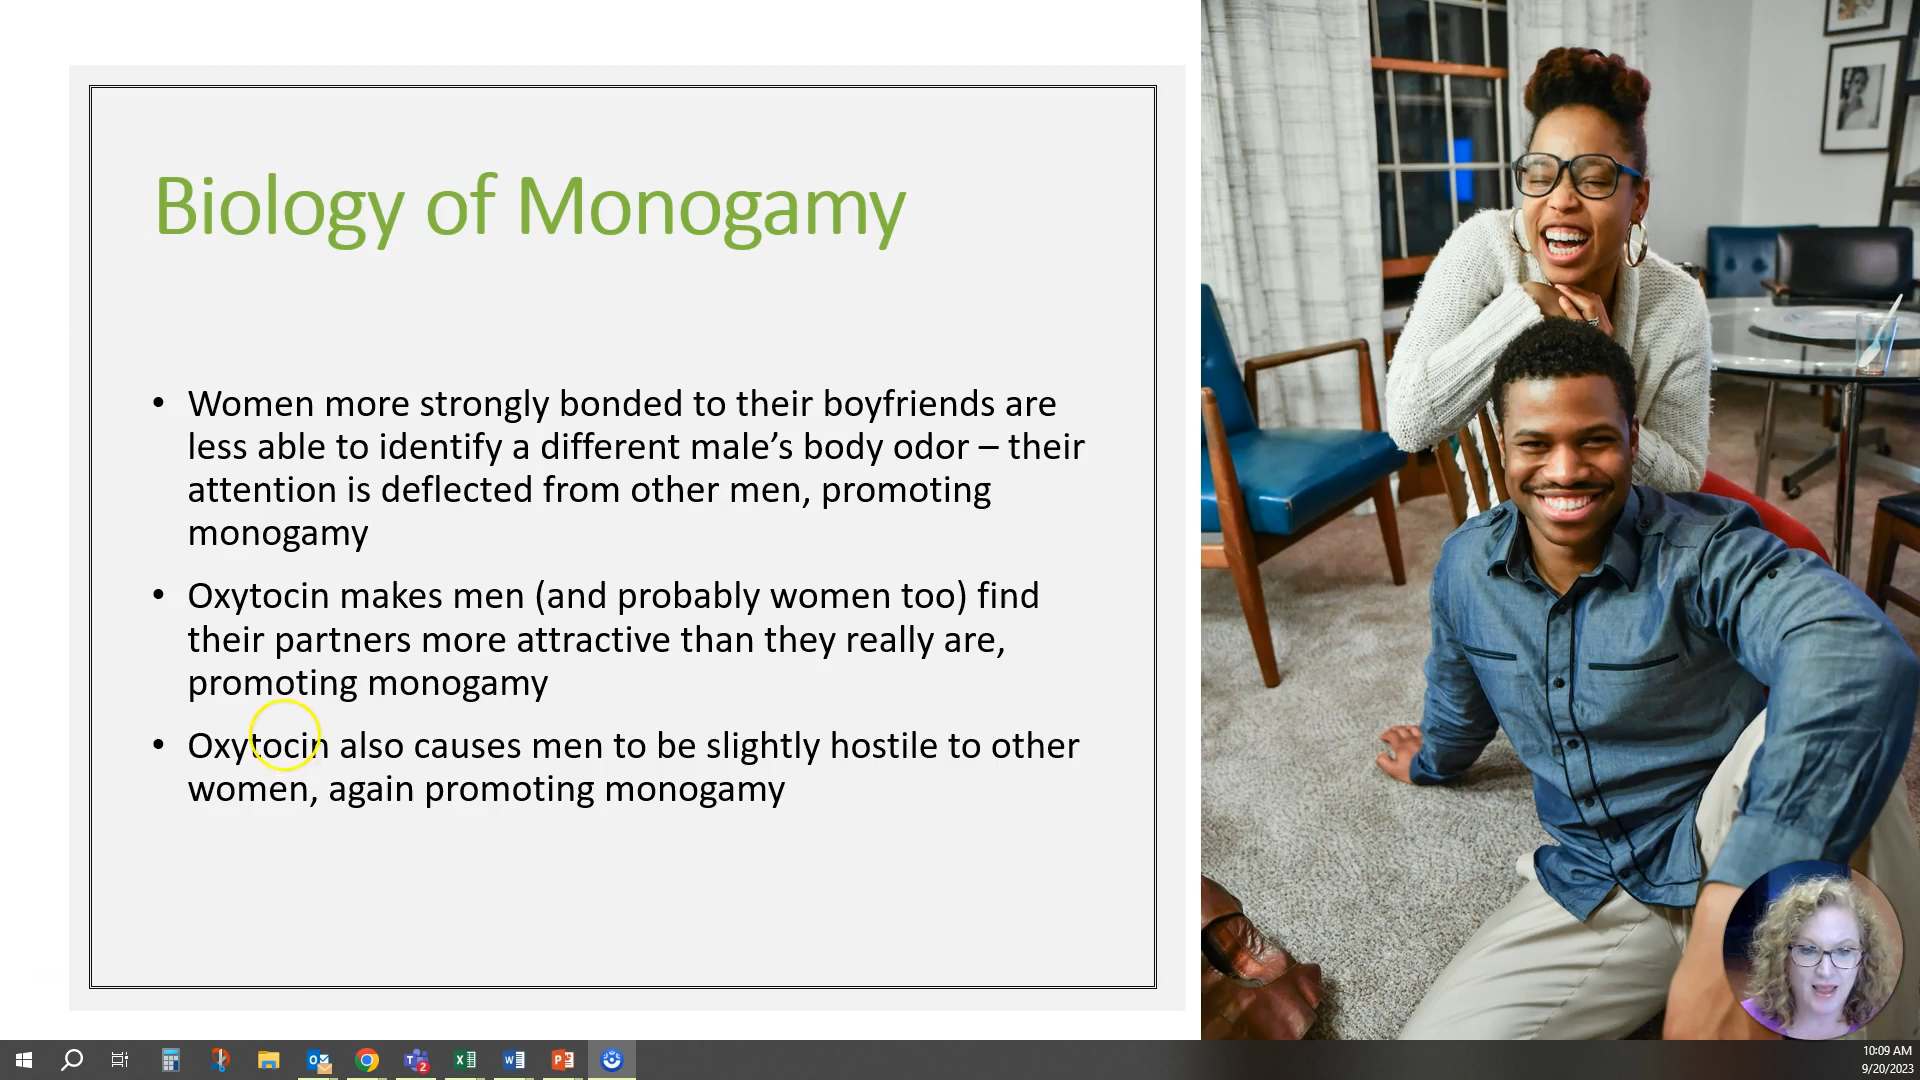 Biology of Monogamy
• Women more strongly bonded to their boyfriends are
less able to identify a different male’s body odor – their
attention is deflected from other men, promoting
monogamy
• Oxytocin makes men (and probably women too) find
their partners more attractive than they really are,
promoting monogamy
• Oxytocin also causes men to be slightly hostile to other
women, again promoting monogamy
2
10:09 AM
9/20/2023